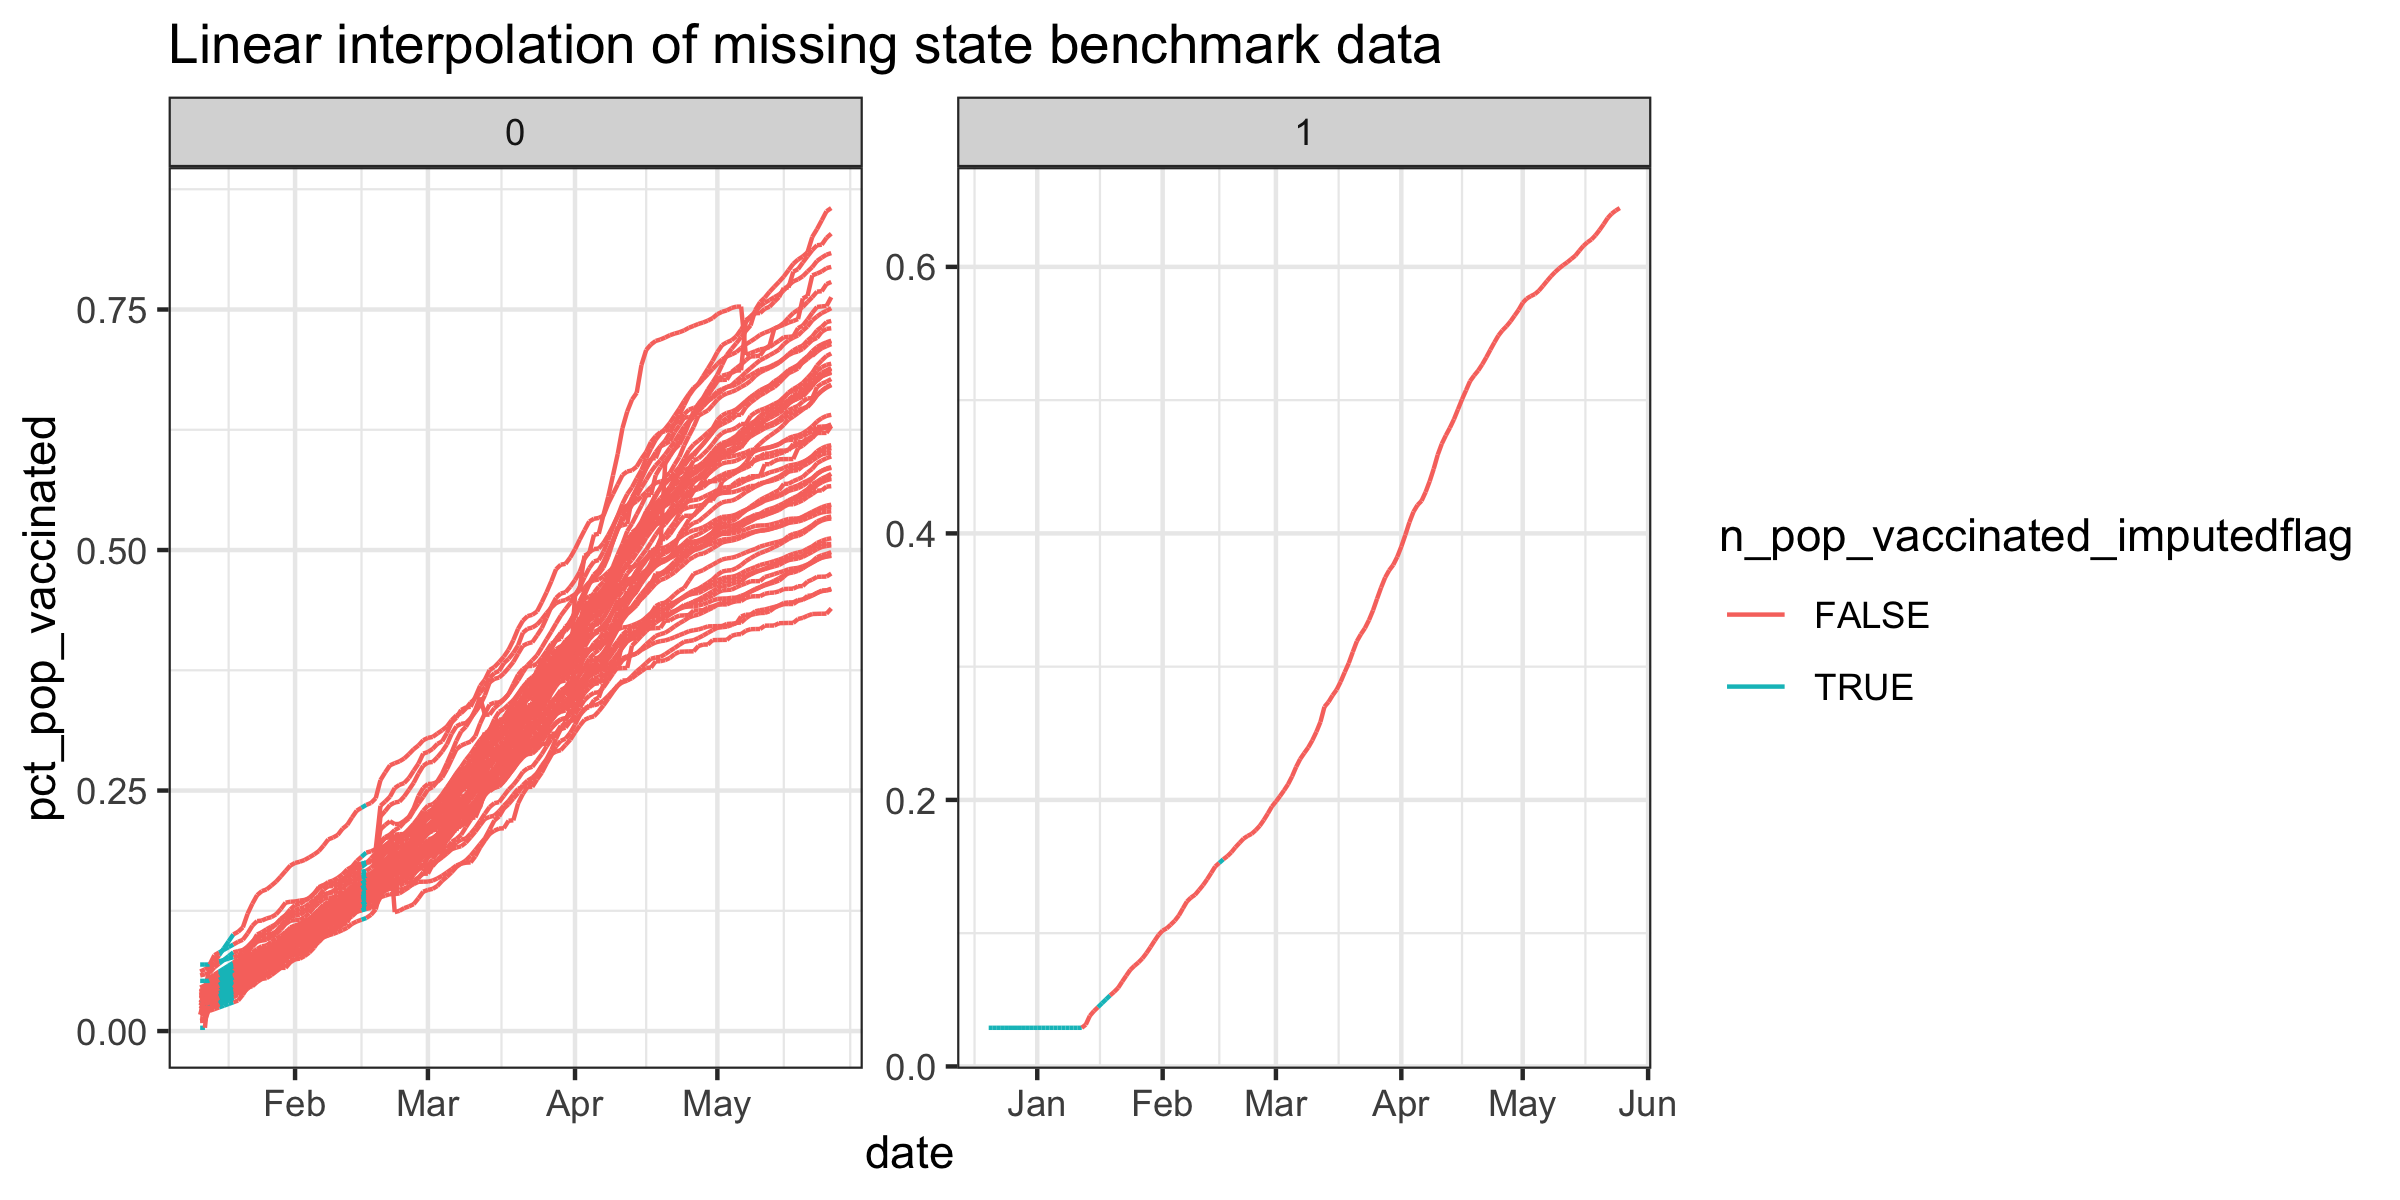 Linear interpolation of missing state benchmark data
0
1
pct_pop_vaccinated
0.75
0.50
0.25
0.00
0.6
0.4
0.2
0.0
Feb Mar Apr May
Jan Feb Mar Apr May Jun
date
n_pop_vaccinated_imputedflag
FALSE
TRUE